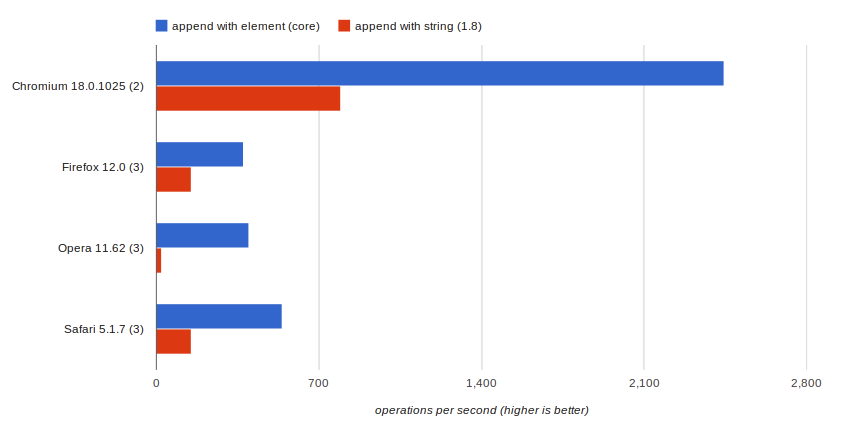 append with element (core) append with string (1.8)
Chromium 18.0.1025 (2)
Firefox 12.0 (3)
Opera 11.62 (3)
Safari 5.1.7 (3)
0 700 1,400 2,100 2,800
operations per second (higher is better)